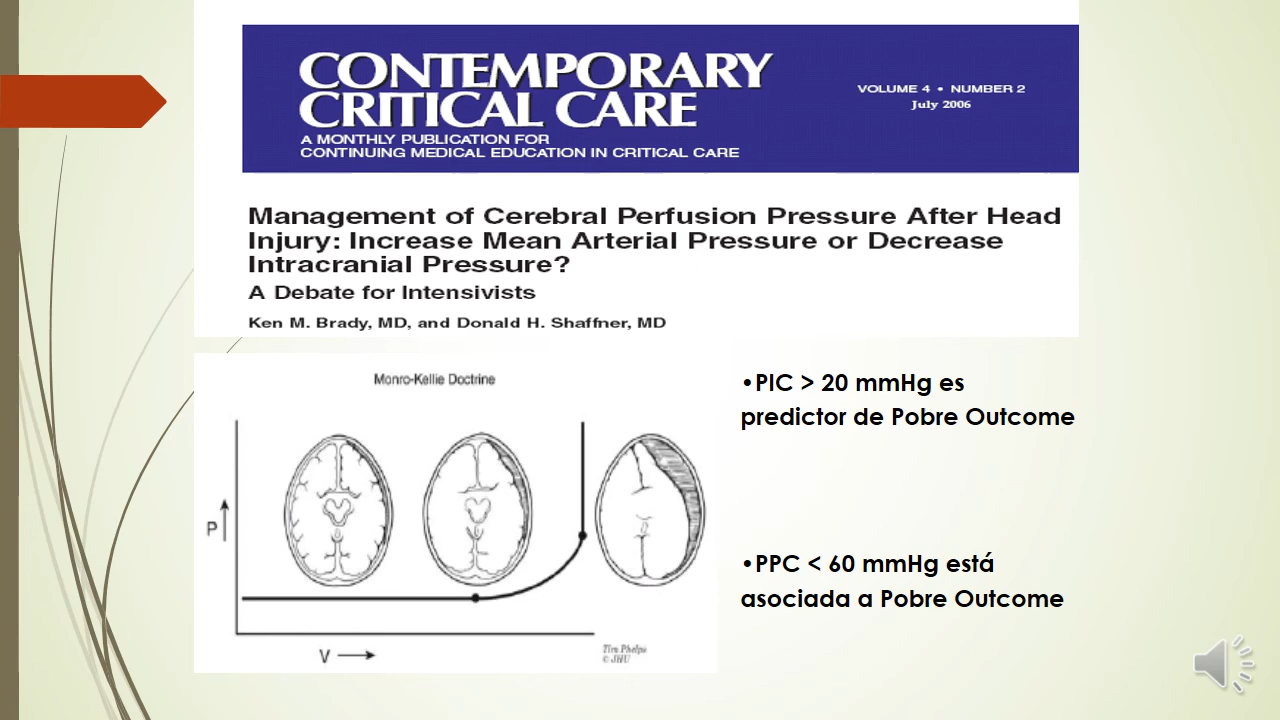 CONTEMPORARY
CRITICAL CARE
A MONTHLY PUBLICATION FOR
CONTINUING MEDICAL EDUCATION IN CRITICAL CARE
VOLUME 4 • NUMBER 2
July 2006
Management of Cerebral Perfusion Pressure After Head
Injury: Increase Mean Arterial Pressure or Decrease
Intracranial Pressure?
A Debate for Intensivists
Ken M. Brady, MD, and Donald H. Shaffner, MD
Monro-Kellie Doctrine
P
V
Tim Phelps
© JHU
•PIC > 20 mmHg es
predictor de Pobre Outcome
•PPC < 60 mmHg está
asociada a Pobre Outcome